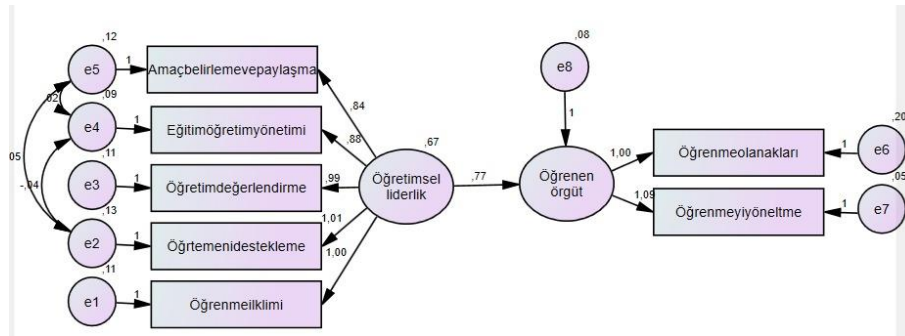 ,12
e5
1
Amaçbelirlemevepaylaşma
,02
,09
e4
1
Eğitimöğretimyönetimi
,05
,11
e3
1
Öğretimdeğerlendirme
-,04
,13
e2
1
Öğrtemenidestekleme
,11
e1
1
Öğrenmeiklimi
,84
,88
,99
1,01
1,00
,67
Öğretimsel
liderlik
,77
,08
e8
1
Öğrenen
örgüt
1,00
1,09
Öğrenmeolanakları
1
,20
e6
Öğrenmeyiyöneltme
1
,05
e7